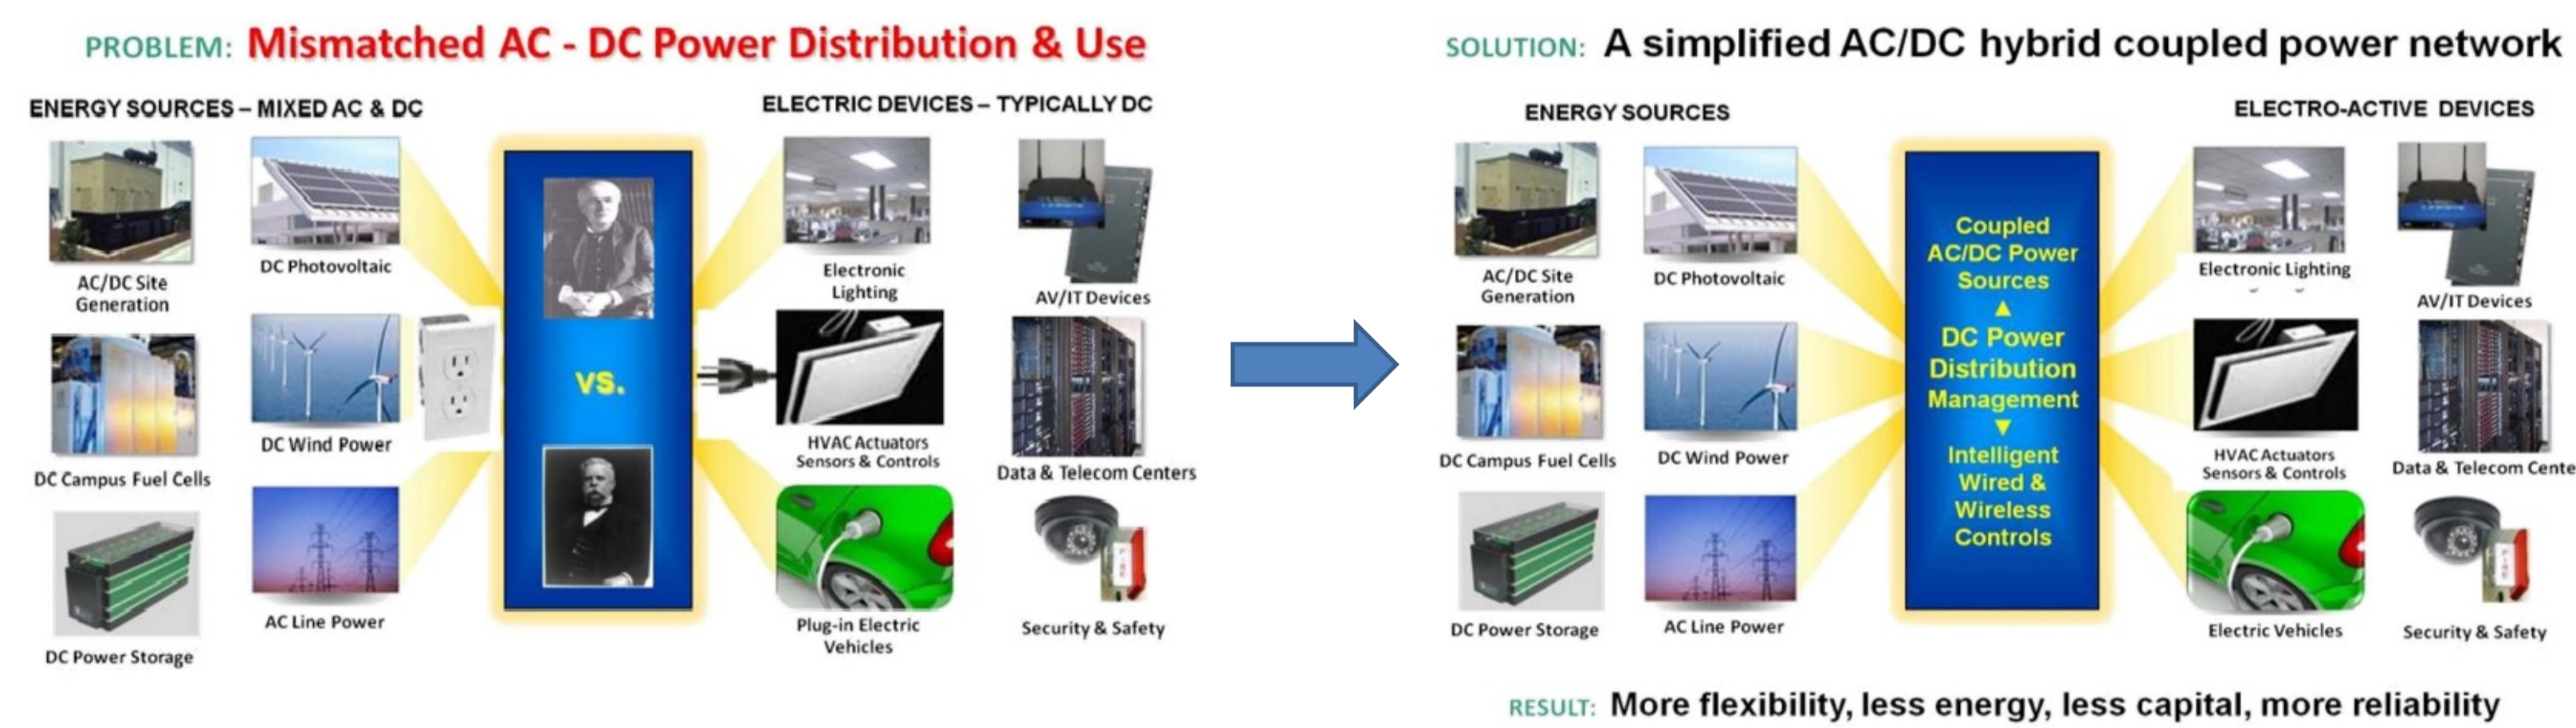 PROBLEM: Mismatched AC - DC Power Distribution & Use
ENERGY SOURCES – MIXED AC & DC
ELECTRIC DEVICES – TYPICALLY DC
AC/DC Site
Generation
DC Photovoltaic
DC Campus Fuel Cells
DC Wind Power
DC Power Storage
AC Line Power
vs.
Electronic
Lighting
AV/IT Devices
HVAC Actuators
Sensors & Controls
Data & Telecom Centers
Plug-in Electric
Vehicles
Security & Safety
SOLUTION: A simplified AC/DC hybrid coupled power network
ENERGY SOURCES
ELECTRO-ACTIVE DEVICES
AC/DC Site
Generation
DC Photovoltaic
DC Campus Fuel Cells
DC Wind Power
DC Power Storage
AC Line Power
Coupled
AC/DC Power
Sources
▲
DC Power
Distribution
Management
▼
Intelligent
Wired &
Wireless
Controls
Electronic Lighting
AV/IT Devices
HVAC Actuators
Sensors & Controls
Data & Telecom Cente
Electric Vehicles
Security & Safety
FIRE
RESULT: More flexibility, less energy, less capital, more reliability